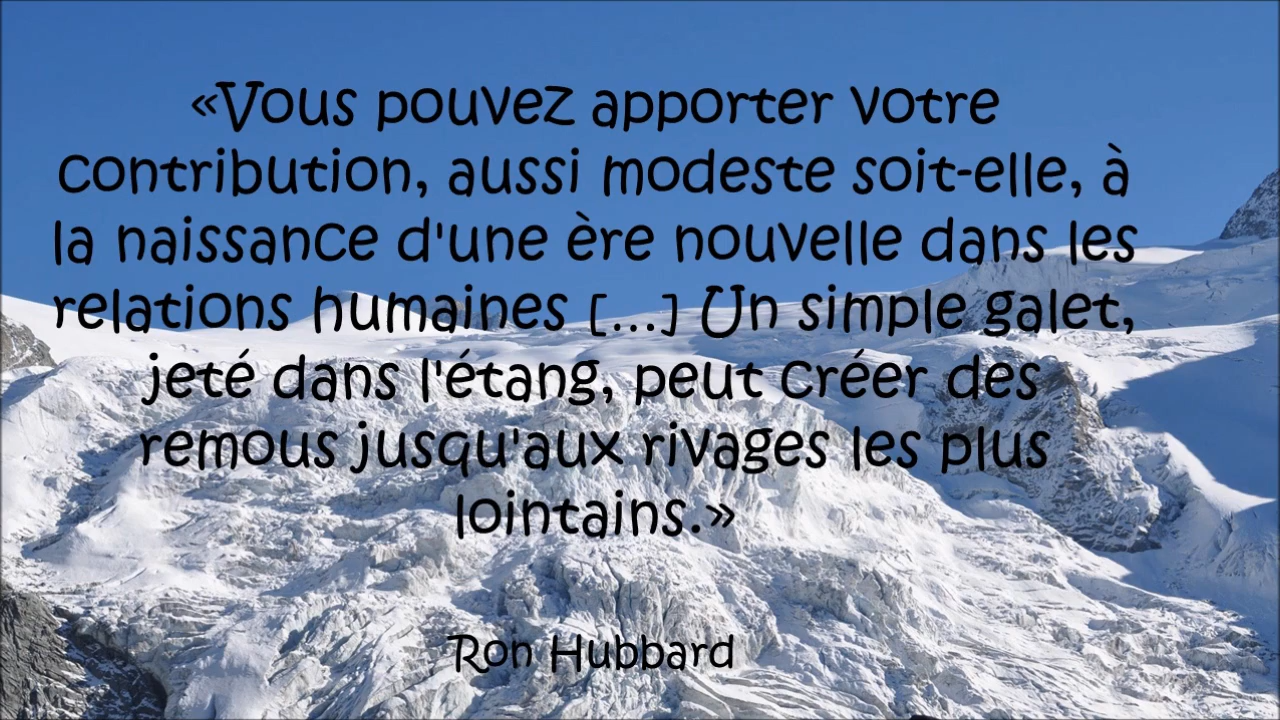 «Vous pouvez apporter votre
contribution, aussi modeste soit-elle, à
la naissance d'une ère nouvelle dans les
relations humaines [...] Un simple galet,
jeté dans l'étang, peut créer des
remous jusqu'aux rivages les plus
lointains.»
Ron Hubbard